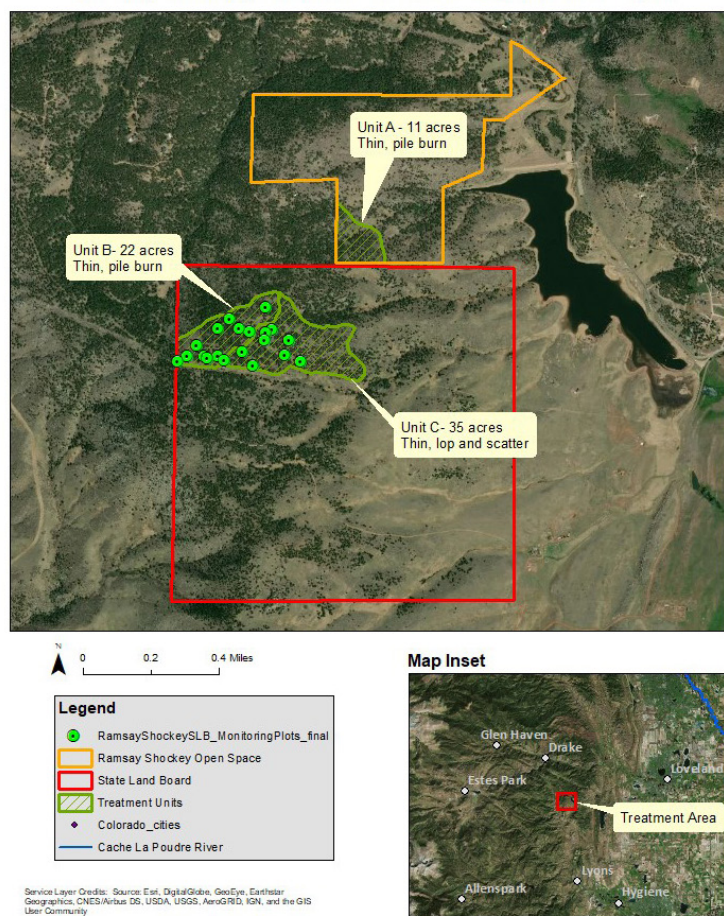 Unit A - 11 acres
Thin, pile burn
Unit B- 22 acres
Thin, pile burn
Unit C- 35 acres
Thin, lop and scatter
N
0 0.2 0.4 Miles
Legend
RamsayShockeySLB_MonitoringPlots_final
Ramsay Shockey Open Space
State Land Board
Treatment Units
Colorado_cities
Cache La Poudre River
Map Inset
Glen Haven
Drake
Loveland
Estes Park
Treatment Area
Lyons
Allenspark
Hygiene
Service Layer Credits: Source: Esri, DigitalGlobe, GeoEye, Earthstar
Geographics, CNES/Airbus DS, USDA, USGS, AeroGRID, IGN, and the GIS
User Community